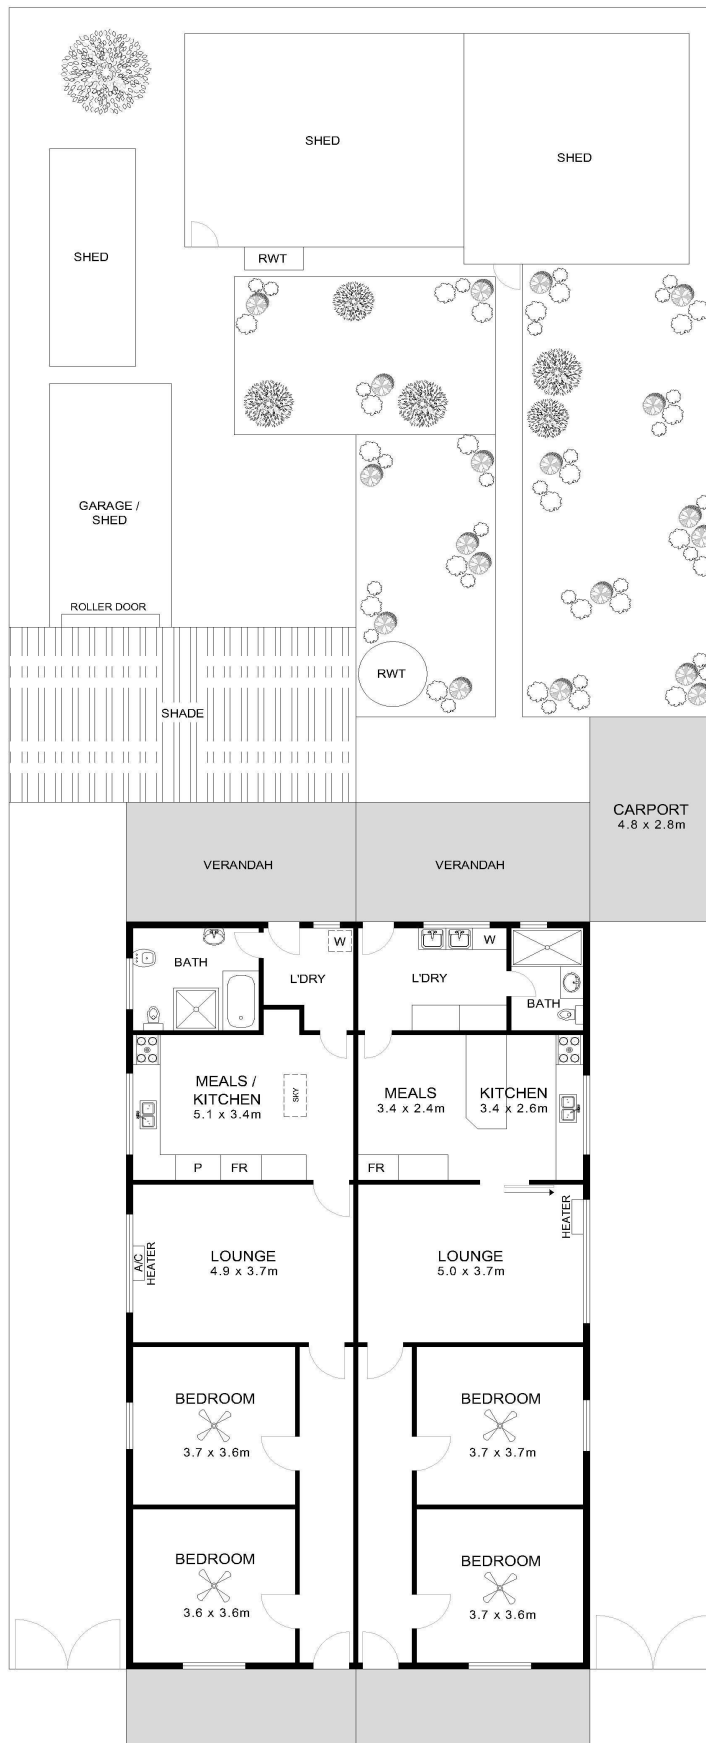 SHED
SHED
SHED
RWT
GARAGE /
SHED
ROLLER DOOR
RWT
SHADE
CARPORT
4.8 x 2.8m
VERANDAH
VERANDAH
W
W
BATH
L'DRY
L'DRY
BATH
MEALS /
KITCHEN
5.1 x 3.4m
SKY
MEALS
3.4 x 2.4m
KITCHEN
3.4 x 2.6m
P
FR
FR
A/C
HEATER
LOUNGE
4.9 x 3.7m
LOUNGE
5.0 x 3.7m
HEATER
BEDROOM
3.7 x 3.6m
BEDROOM
3.7 x 3.7m
BEDROOM
3.6 x 3.6m
BEDROOM
3.7 x 3.6m